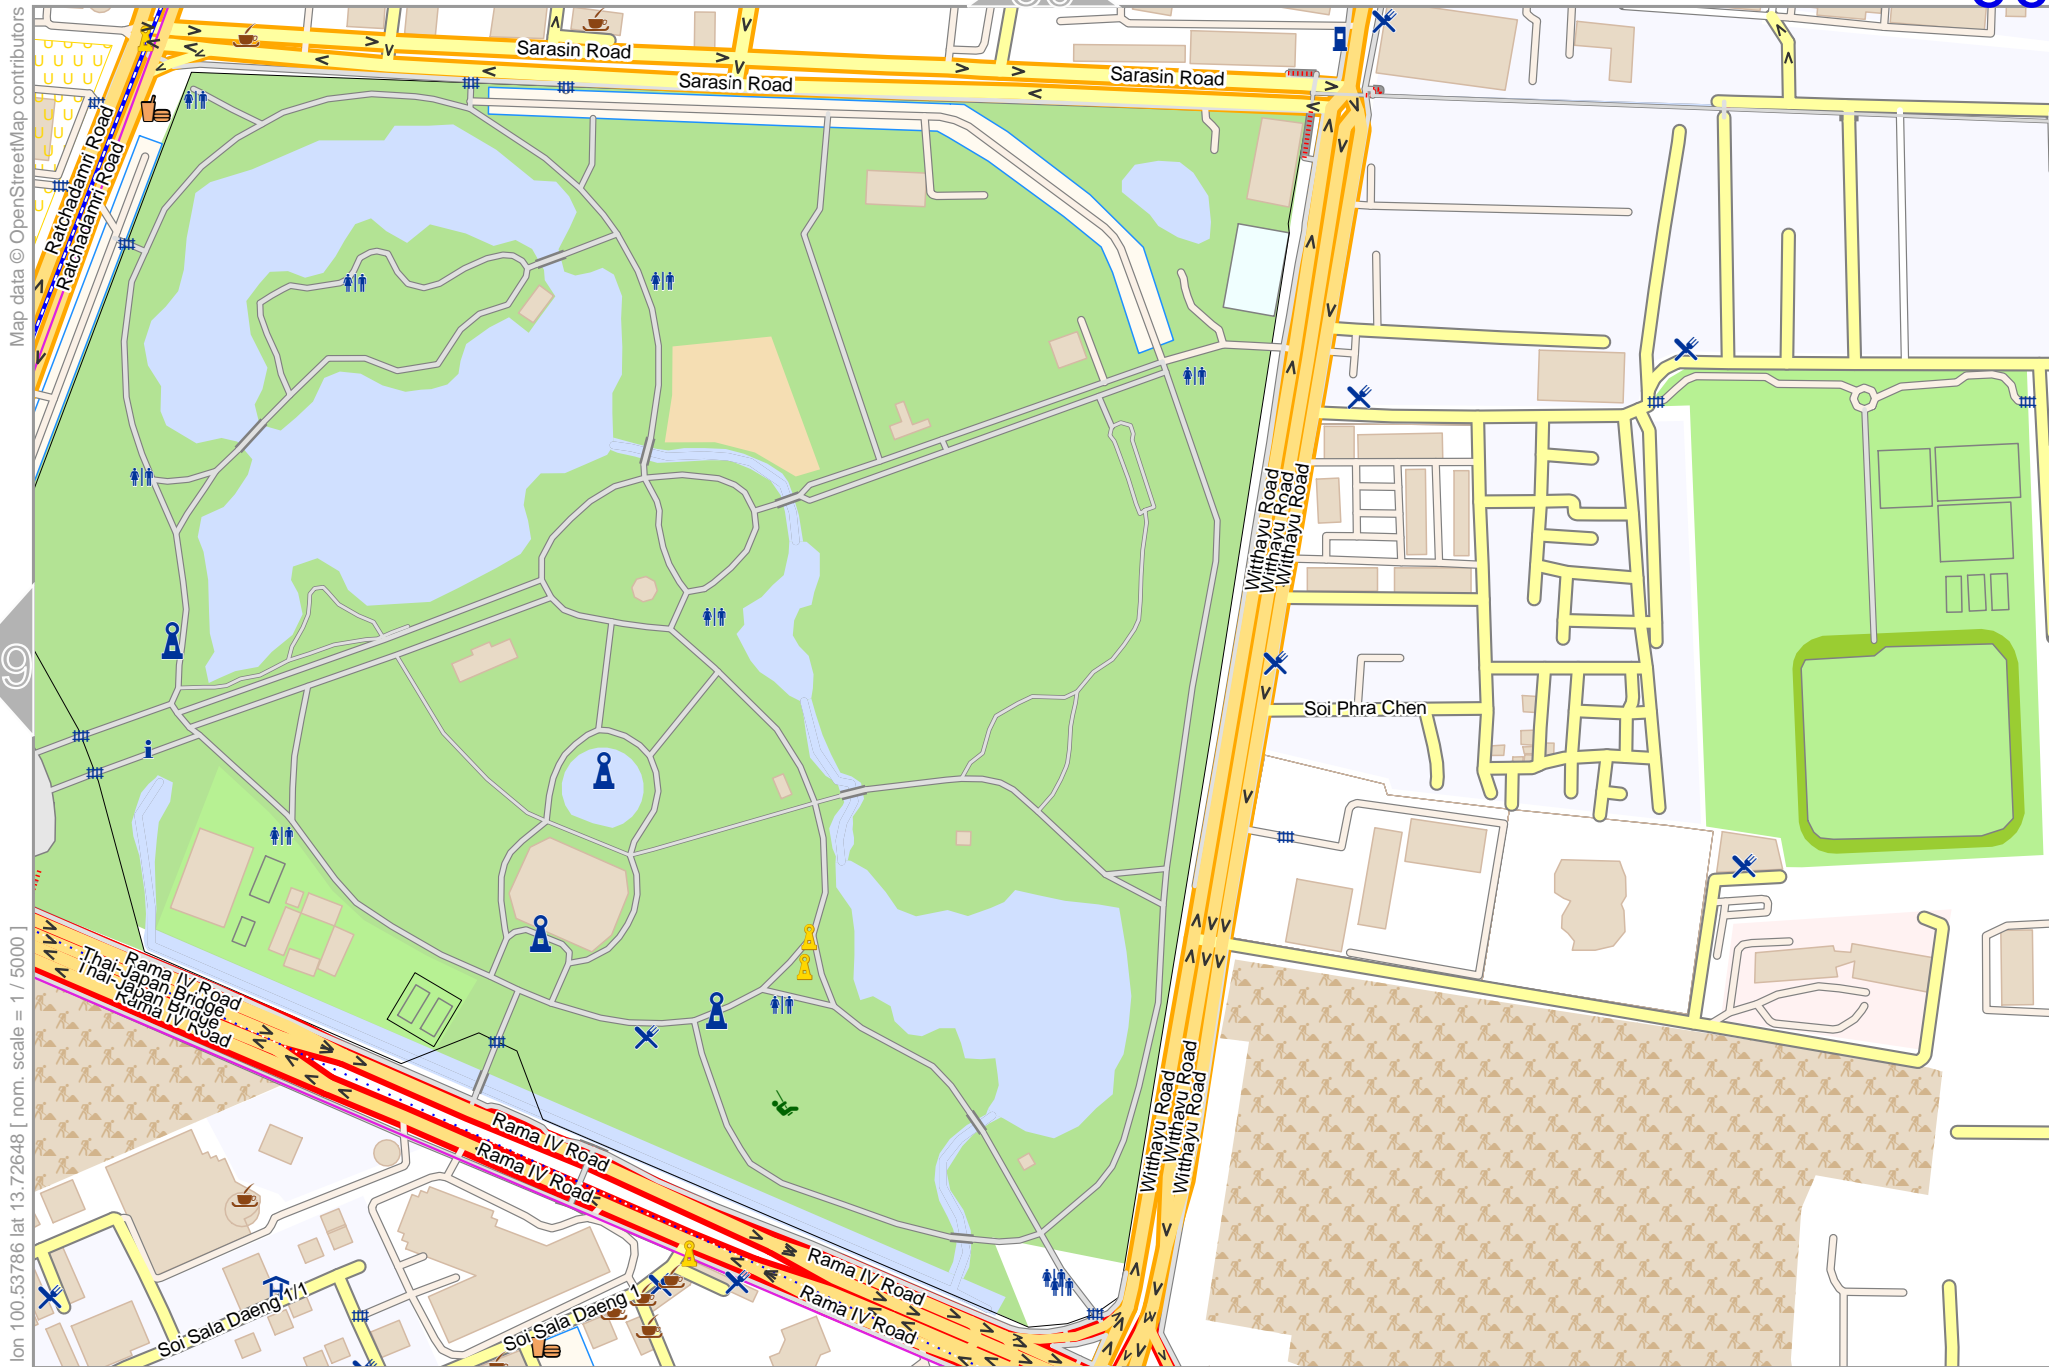 Map data © OpenStreetMap contributors
Sarasin Road
Sarasin Road
Sarasin Road
Ratchadamri Road
Ratchadamri Road
Witthayu Road
Witthayu Road
Witthayu Road
9
Soi Phra Chen
Rama IV Road
Thai-Japan Bridge
Thai-Japan Bridge
Rama IV Road
Witthayu Road
Witthayu Road
Witthayu Road
Rama IV Road
Rama IV Road
Rama IV Road
Rama IV Road
Soi Sala Daeng 1/1
Soi Sala Daeng 1
lon 100.53786 lat 13.72648 [ nom. scale = 1 / 5000 ]